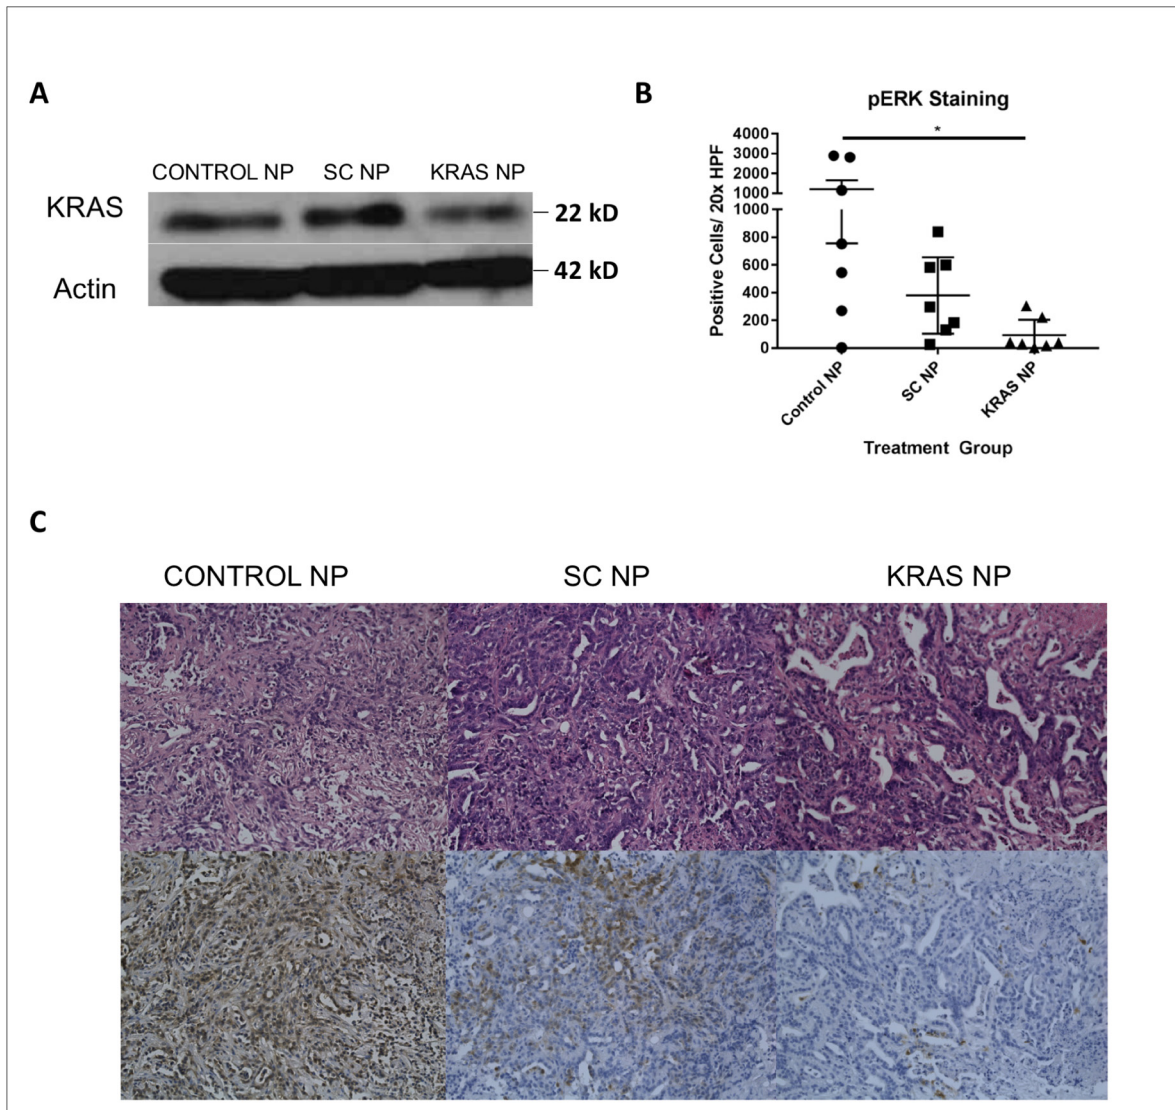 A
CONTROL NP SC NP KRAS NP
KRAS
22 kD
Actin
42 kD
B
pERK Staining
*
4000
3000
2000
1000
1000
800
600
400
200
0
Positive Cells/ 20x HPF
Control NP
SC NP
KRAS NP
Treatment Group
C
CONTROL NP SC NP KRAS NP